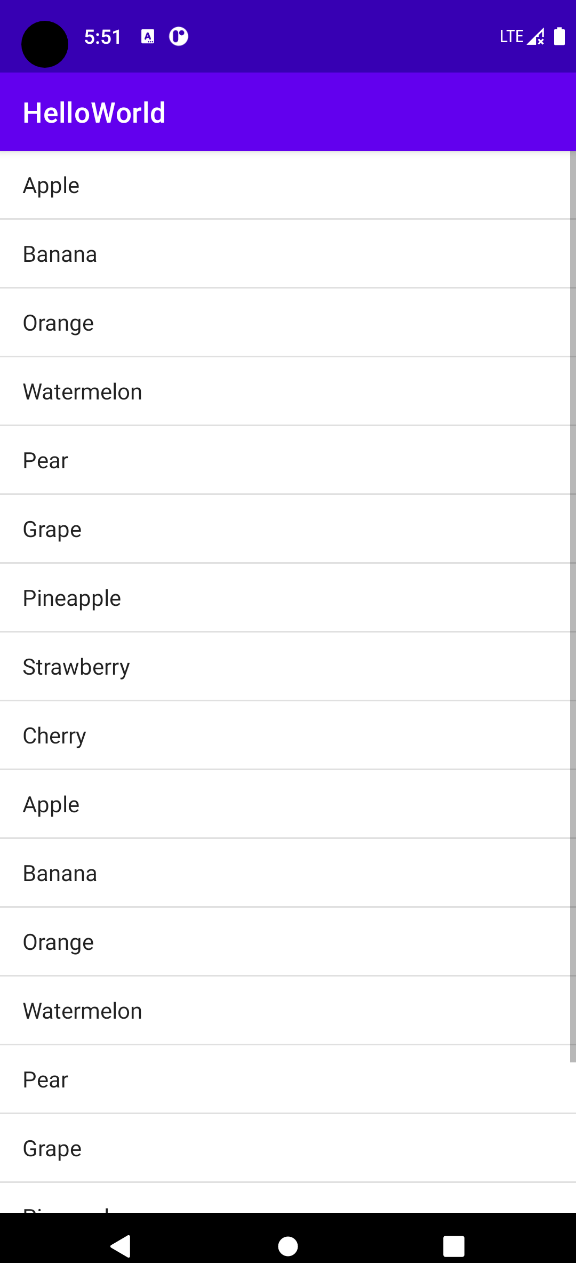 5:51 LTE
HelloWorld
Apple
Banana
Orange
Watermelon
Pear
Grape
Pineapple
Strawberry
Cherry
Apple
Banana
Orange
Watermelon
Pear
Grape